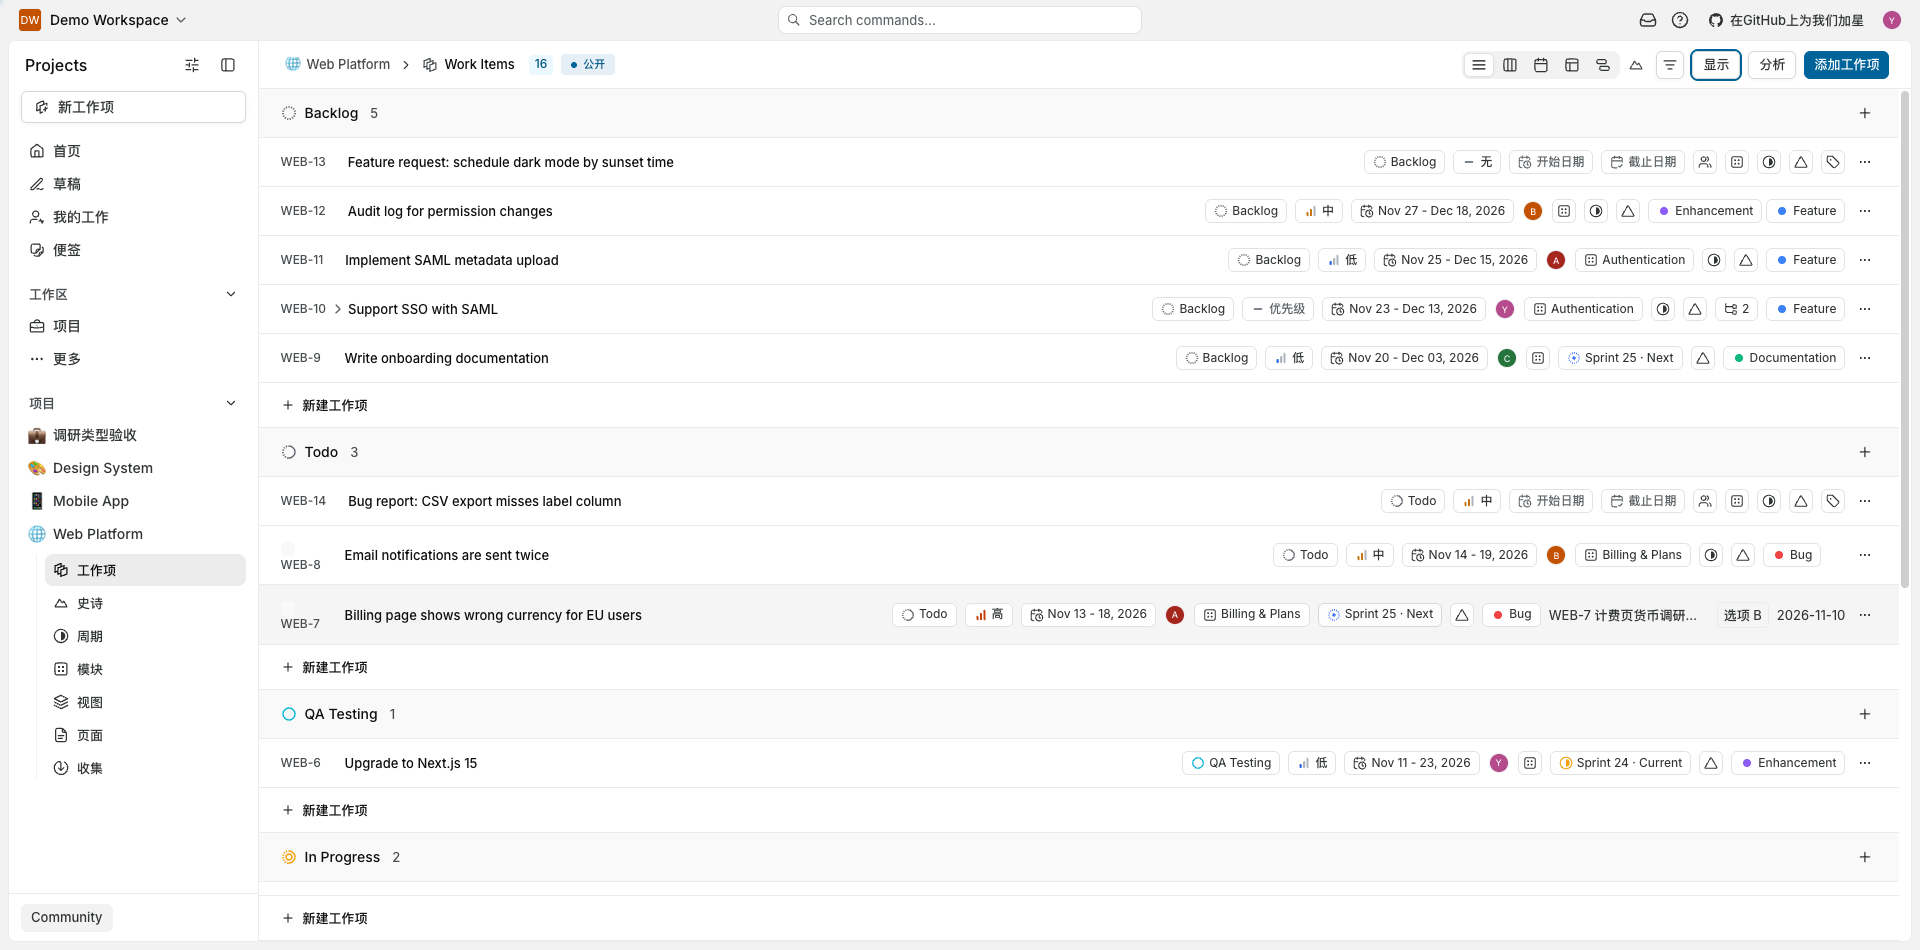 DW Demo Workspace
Search commands...
在GitHub上为我们加星
Y
Projects
新工作项
首页
草稿
我的工作
便签
工作区
项目
更多
项目
调研类型验收
Design System
Mobile App
Web Platform
工作项
史诗
周期
模块
视图
页面
收集
Community
Web Platform > Work Items 16 公开
显示 分析 添加工作项
Backlog 5
WEB-13 Feature request: schedule dark mode by sunset time Backlog 无 开始日期 截止日期
WEB-12 Audit log for permission changes Backlog 中 Nov 27 - Dec 18, 2026 B Enhancement Feature
WEB-11 Implement SAML metadata upload Backlog 低 Nov 25 - Dec 15, 2026 A Authentication Feature
WEB-10 Support SSO with SAML Backlog 优先级 Nov 23 - Dec 13, 2026 Y Authentication 2 Feature
WEB-9 Write onboarding documentation Backlog 低 Nov 20 - Dec 03, 2026 C Sprint 25 · Next Documentation
新建工作项
Todo 3
WEB-14 Bug report: CSV export misses label column Todo 中 开始日期 截止日期
WEB-8 Email notifications are sent twice Todo 中 Nov 14 - 19, 2026 B Billing & Plans Bug
WEB-7 Billing page shows wrong currency for EU users Todo 高 Nov 13 - 18, 2026 A Billing & Plans Sprint 25 · Next Bug WEB-7 计费页货币调研... 选项 B 2026-11-10
新建工作项
QA Testing 1
WEB-6 Upgrade to Next.js 15 QA Testing 低 Nov 11 - 23, 2026 Y Sprint 24 · Current Enhancement
新建工作项
In Progress 2
新建工作项